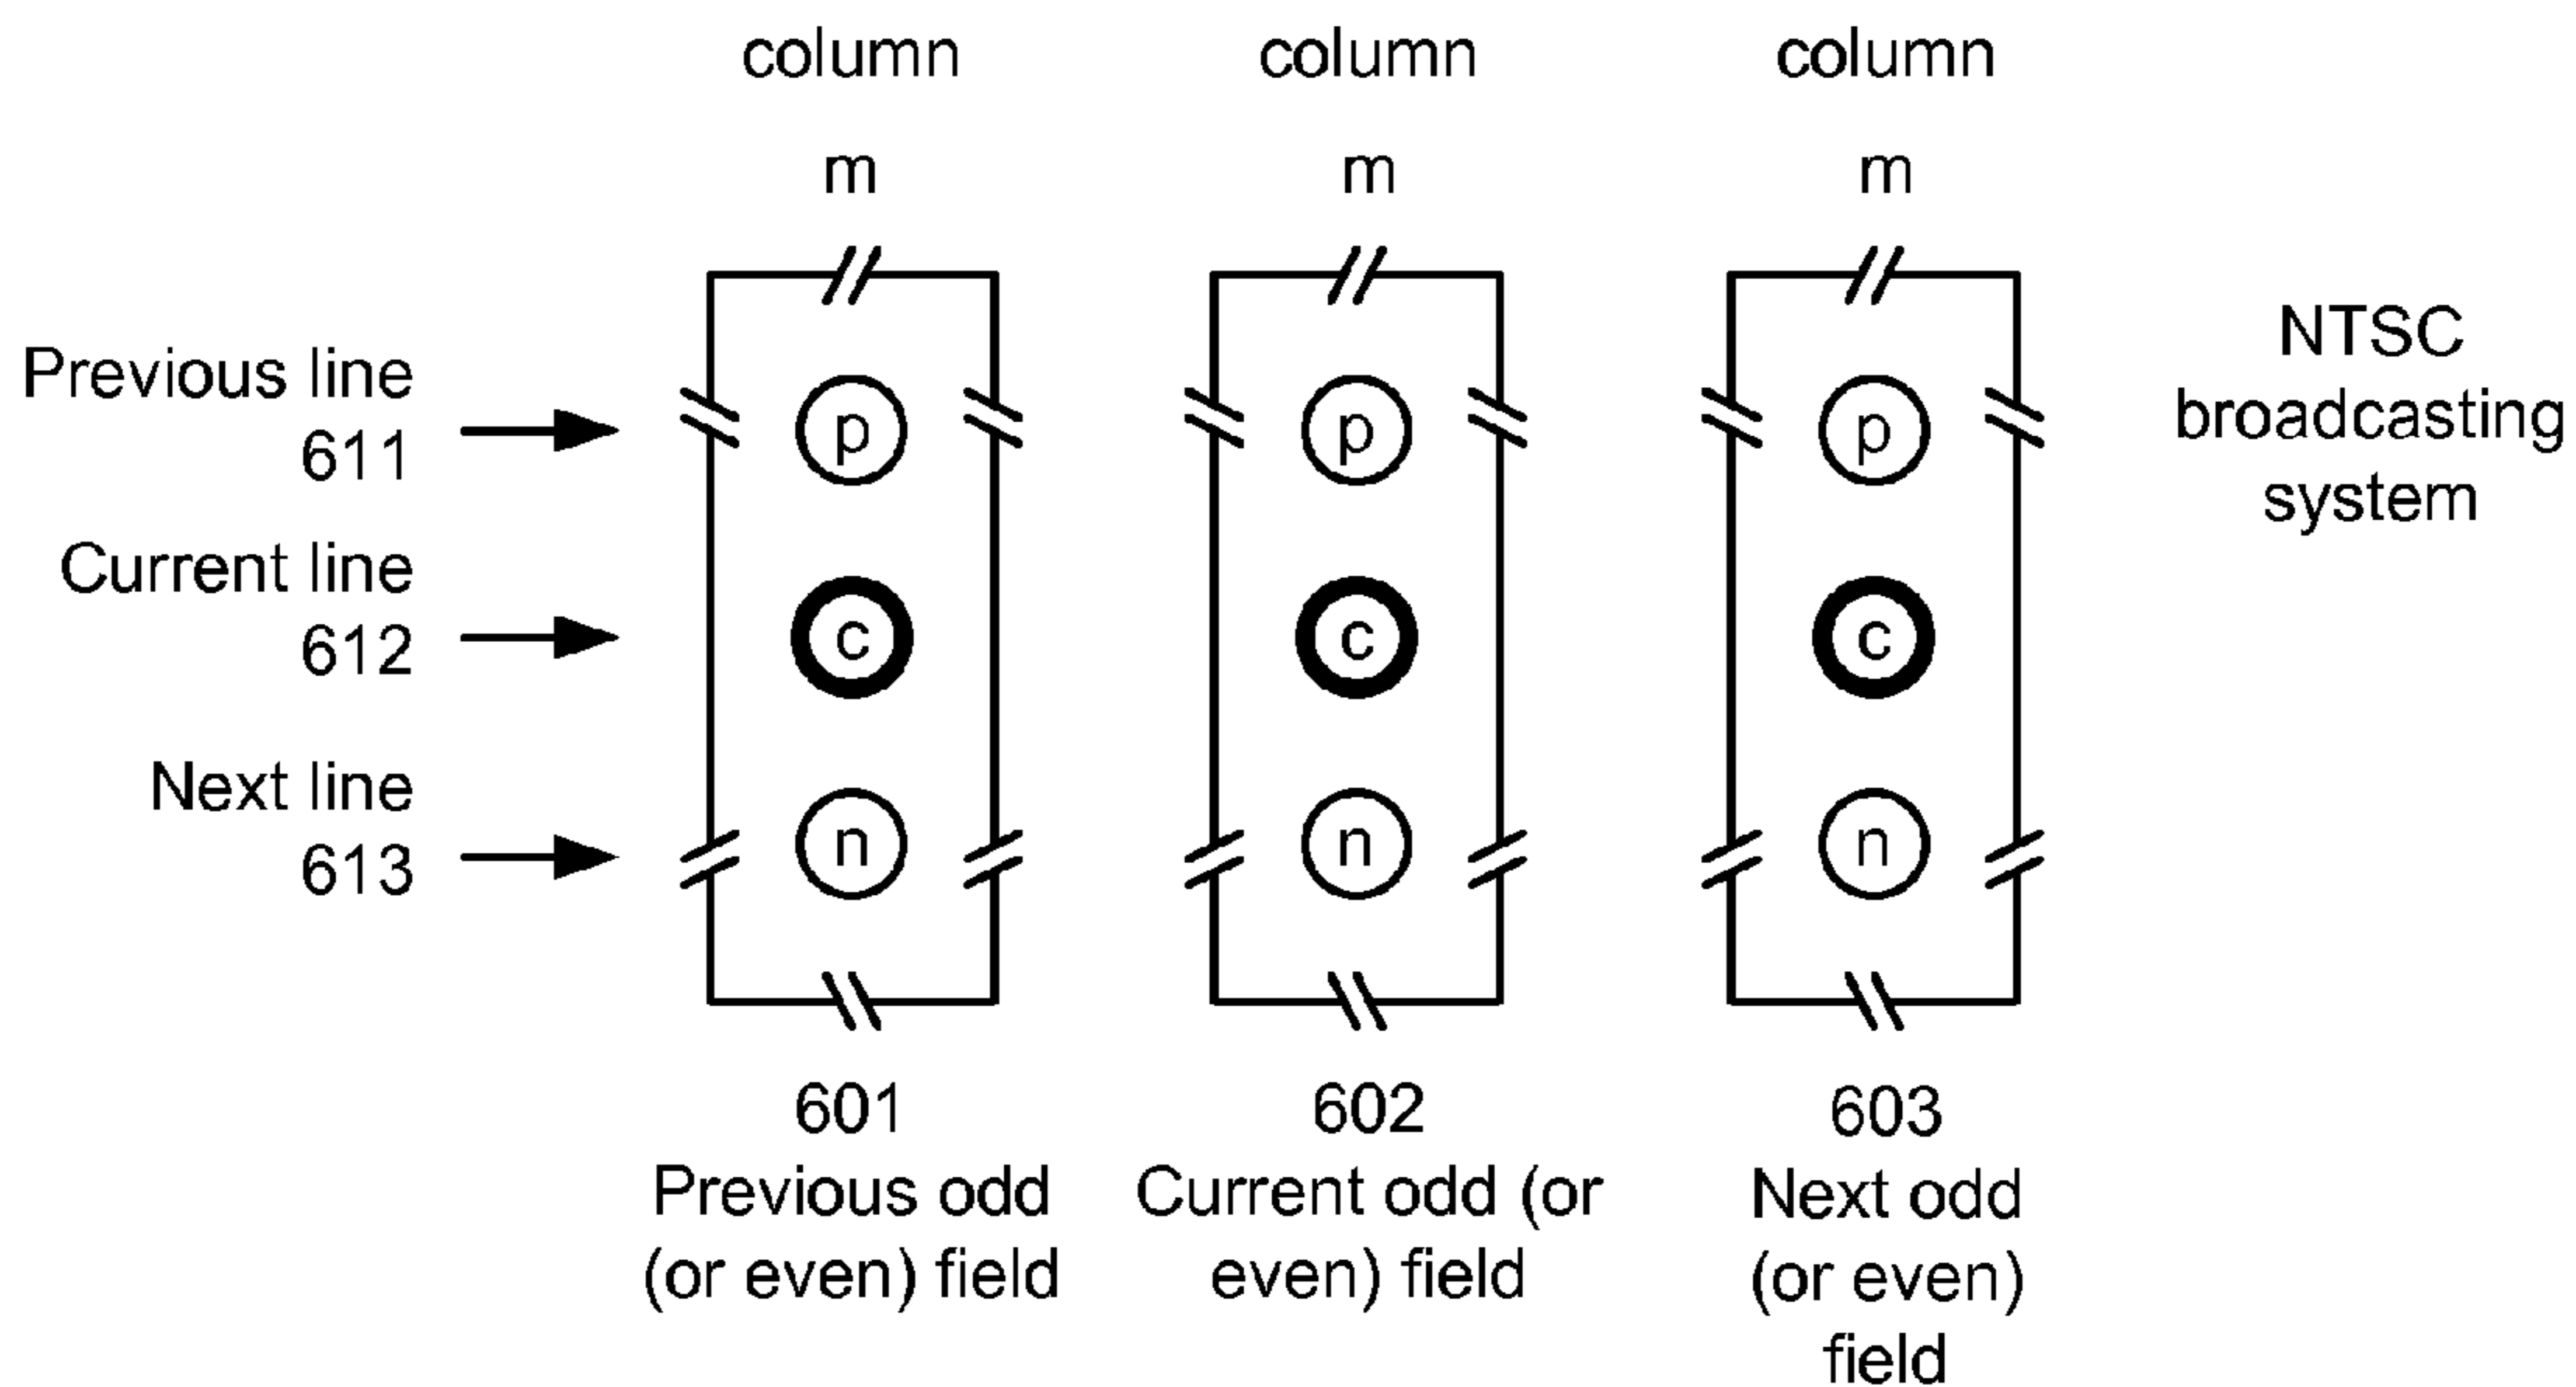 column column column
m m m
NTSC
broadcasting
system
Previous line
611
p p p
Current line
612
c c c
Next line
613
n n n
601
Previous odd
(or even) field
602
Current odd (or
even) field
603
Next odd
(or even)
field